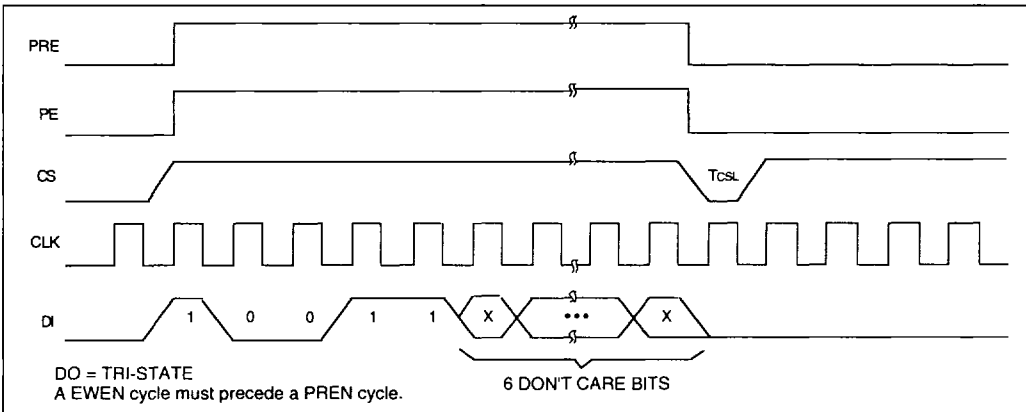 PRE
PE
CS
TCSL
CLK
DI
1 0 0 1 1 X ••• X
DO = TRI-STATE
A EWEN cycle must precede a PREN cycle.
6 DON'T CARE BITS